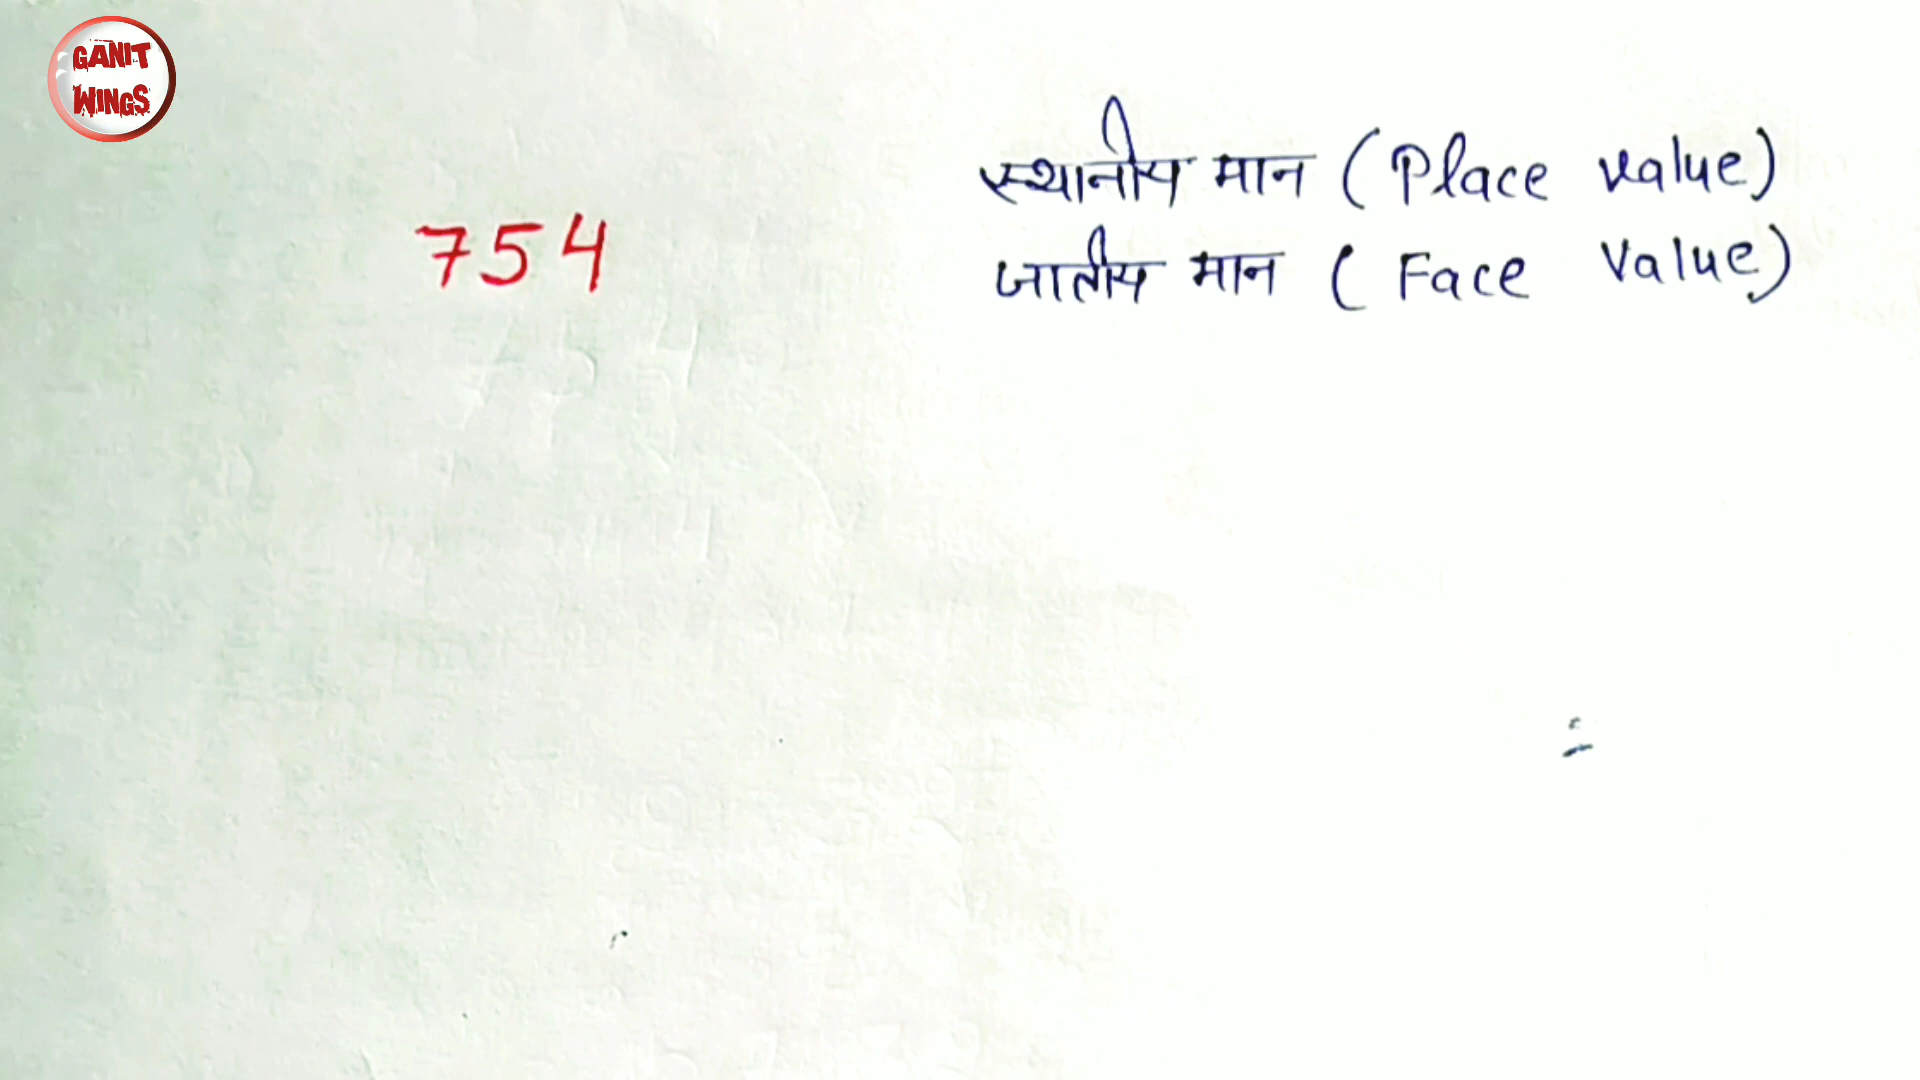 GANIT
WINGS
754
स्थानीय मान (Place value)
जातीय मान (Face Value)